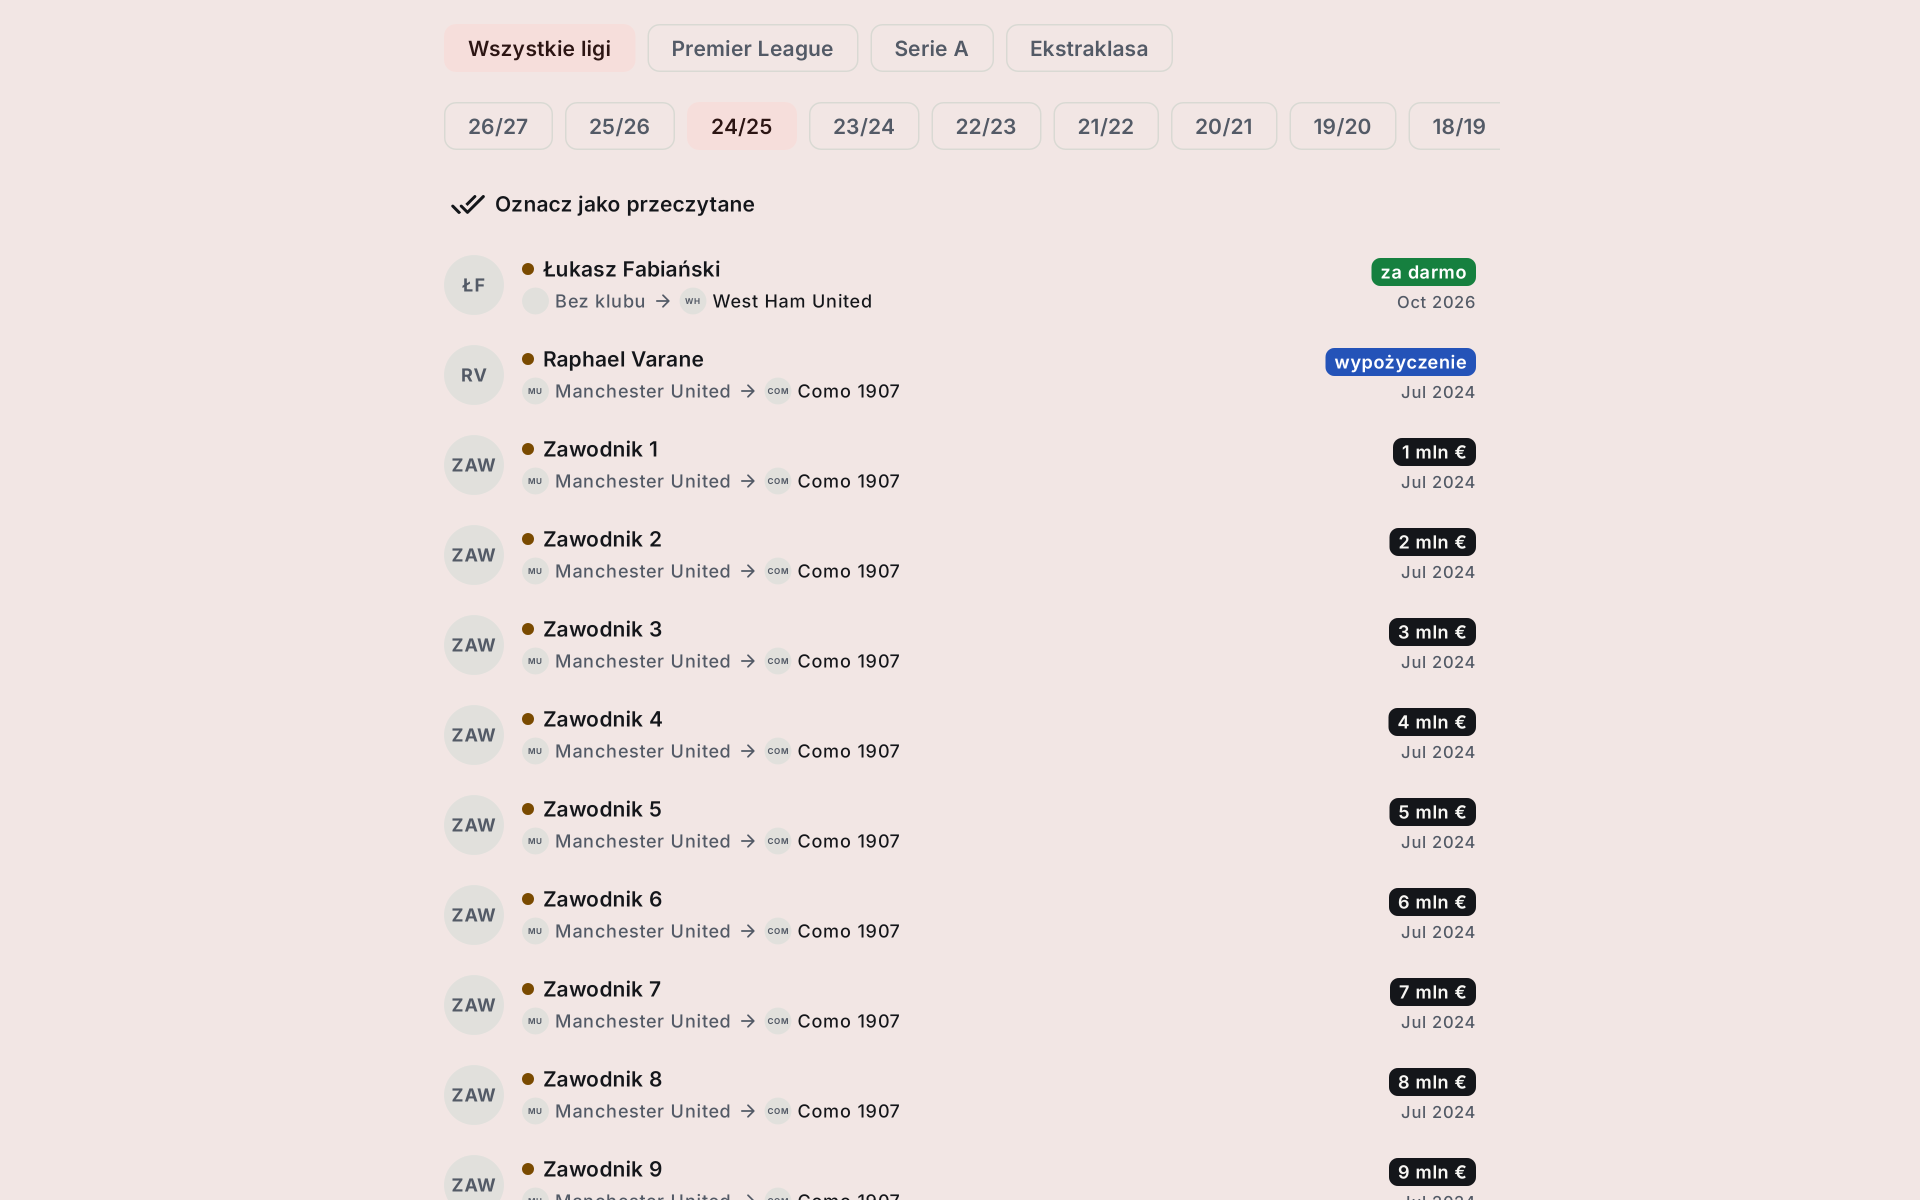 Wszystkie ligi Premier League Serie A Ekstraklasa
26/27 25/26 24/25 23/24 22/23 21/22 20/21 19/20 18/19
Oznacz jako przeczytane
ŁF Łukasz Fabiański za darmo
Bez klubu → WH West Ham United Oct 2026
RV Raphael Varane wypożyczenie
MU Manchester United → COM Como 1907 Jul 2024
ZAW Zawodnik 1 1 mln €
MU Manchester United → COM Como 1907 Jul 2024
ZAW Zawodnik 2 2 mln €
MU Manchester United → COM Como 1907 Jul 2024
ZAW Zawodnik 3 3 mln €
MU Manchester United → COM Como 1907 Jul 2024
ZAW Zawodnik 4 4 mln €
MU Manchester United → COM Como 1907 Jul 2024
ZAW Zawodnik 5 5 mln €
MU Manchester United → COM Como 1907 Jul 2024
ZAW Zawodnik 6 6 mln €
MU Manchester United → COM Como 1907 Jul 2024
ZAW Zawodnik 7 7 mln €
MU Manchester United → COM Como 1907 Jul 2024
ZAW Zawodnik 8 8 mln €
MU Manchester United → COM Como 1907 Jul 2024
ZAW Zawodnik 9 9 mln €
Manchester United Como 1907 Jul 2024